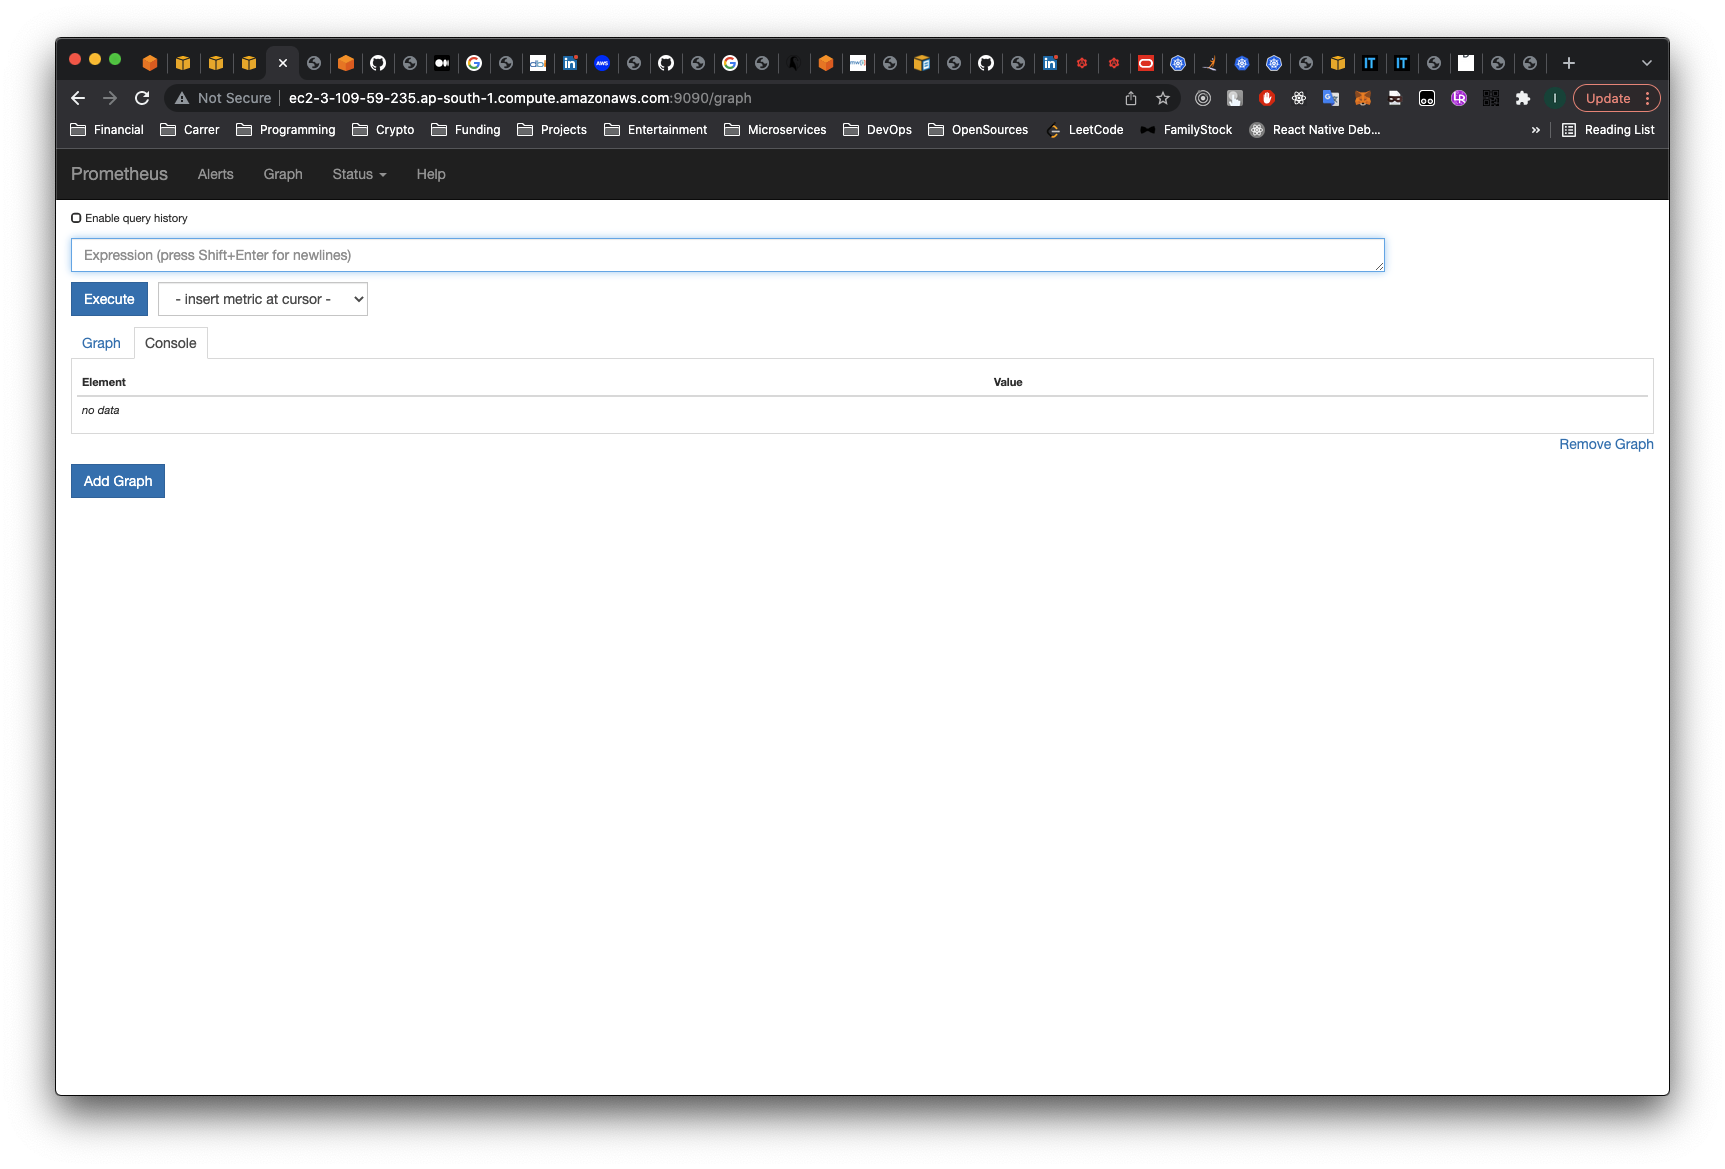 Not Secure ec2-3-109-59-235.ap-south-1.compute.amazonaws.com:9090/graph Update
Financial Carrer Programming Crypto Funding Projects Entertainment Microservices DevOps OpenSources LeetCode FamilyStock React Native Deb... » Reading List
Prometheus Alerts Graph Status Help
Enable query history
Expression (press Shift+Enter for newlines)
Execute - insert metric at cursor -
Graph Console
Element Value
no data
Remove Graph
Add Graph